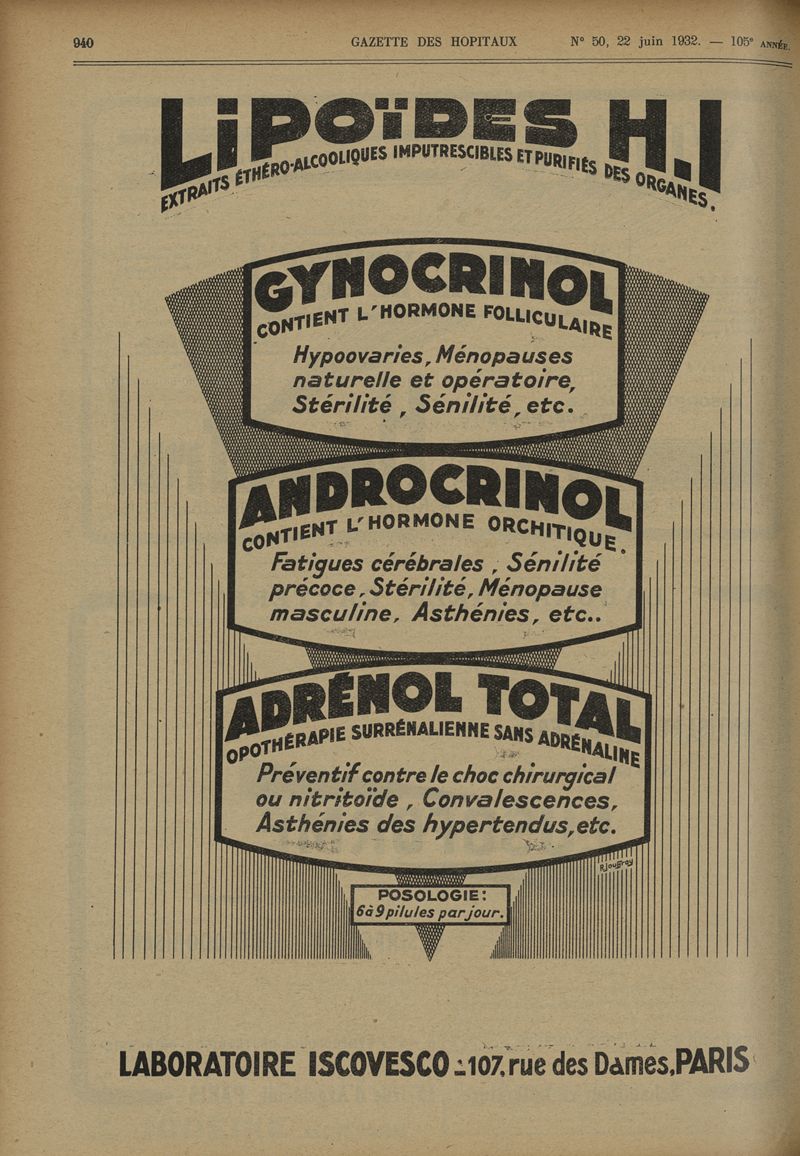 940 GAZETTE DES HOPITAUX N° 50, 22 juin 1932. — 105e ANNÉE.
LiPOÏDES H.I
EXTRAITS ÉTHÉRO-ALCOOLIQUES IMPUTRESCIBLES ET PURIFIÉS DES ORGANES.
GYNOCRINOL
CONTIENT L'HORMONE FOLLICULAIRE
Hypoovaries, Ménopauses
naturelle et opératoire,
Stérilité, Sénilité, etc.
ANDROCRINOL
CONTIENT L'HORMONE ORCHITIQUE.
Fatigues cérébrales, Sénilité
précoce, Stérilité, Ménopause
masculine, Asthénies, etc..
ADRÉNOL TOTAL
OPOTHÉRAPIE SURRÉNALIENNE SANS ADRÉNALINE
Préventif contre le choc chirurgical
ou nitritoïde, Convalescences,
Asthénies des hypertendus, etc.
POSOLOGIE:
6 à 9 pilules par jour.
LABORATOIRE ISCOVESCO :- 107, rue des Dames, PARIS